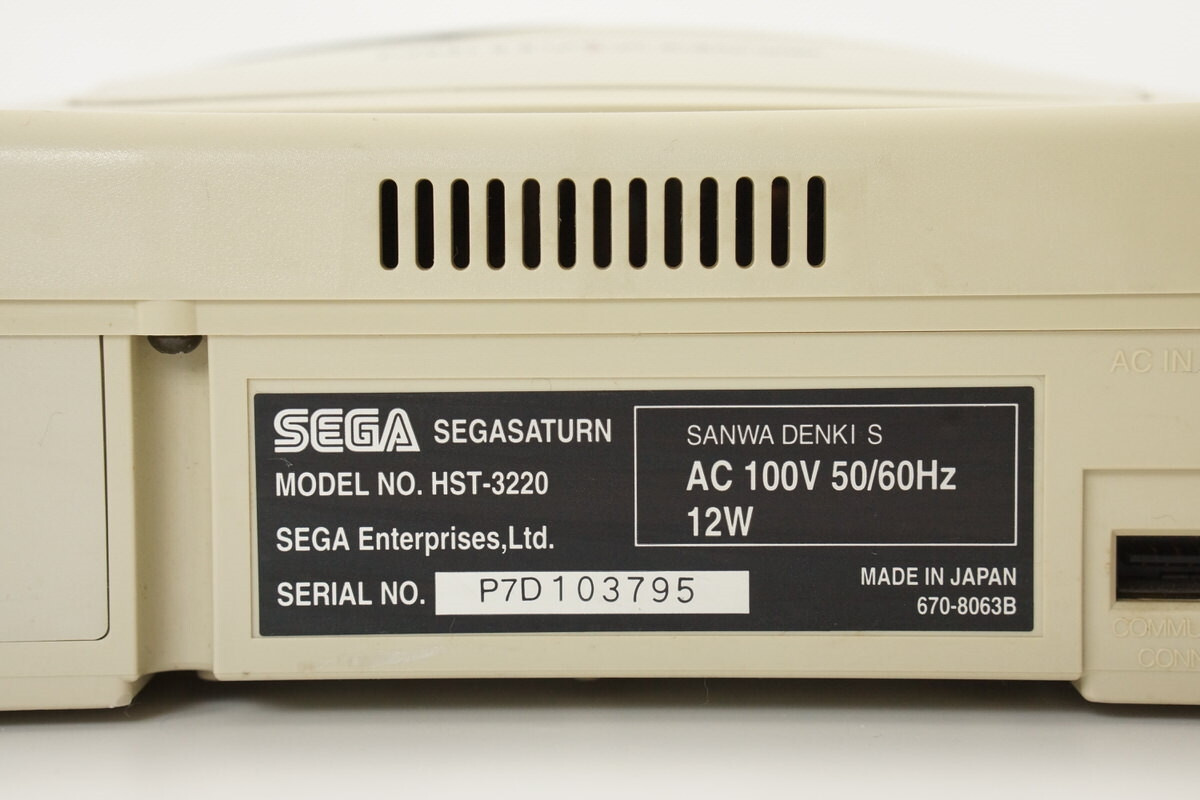 SEGA SEGASATURN
MODEL NO. HST-3220
SEGA Enterprises,Ltd.
SERIAL NO. P7D103795
SANWA DENKI S
AC 100V 50/60Hz
12W
MADE IN JAPAN
670-8063B
AC IN